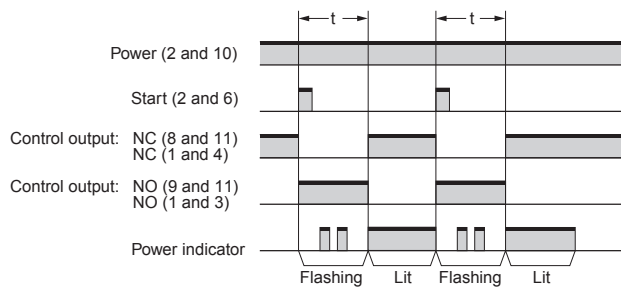 t
t
Power (2 and 10)
Start (2 and 6)
Control output: NC (8 and 11)
NC (1 and 4)
Control output: NO (9 and 11)
NO (1 and 3)
Power indicator
Flashing
Lit
Flashing
Lit